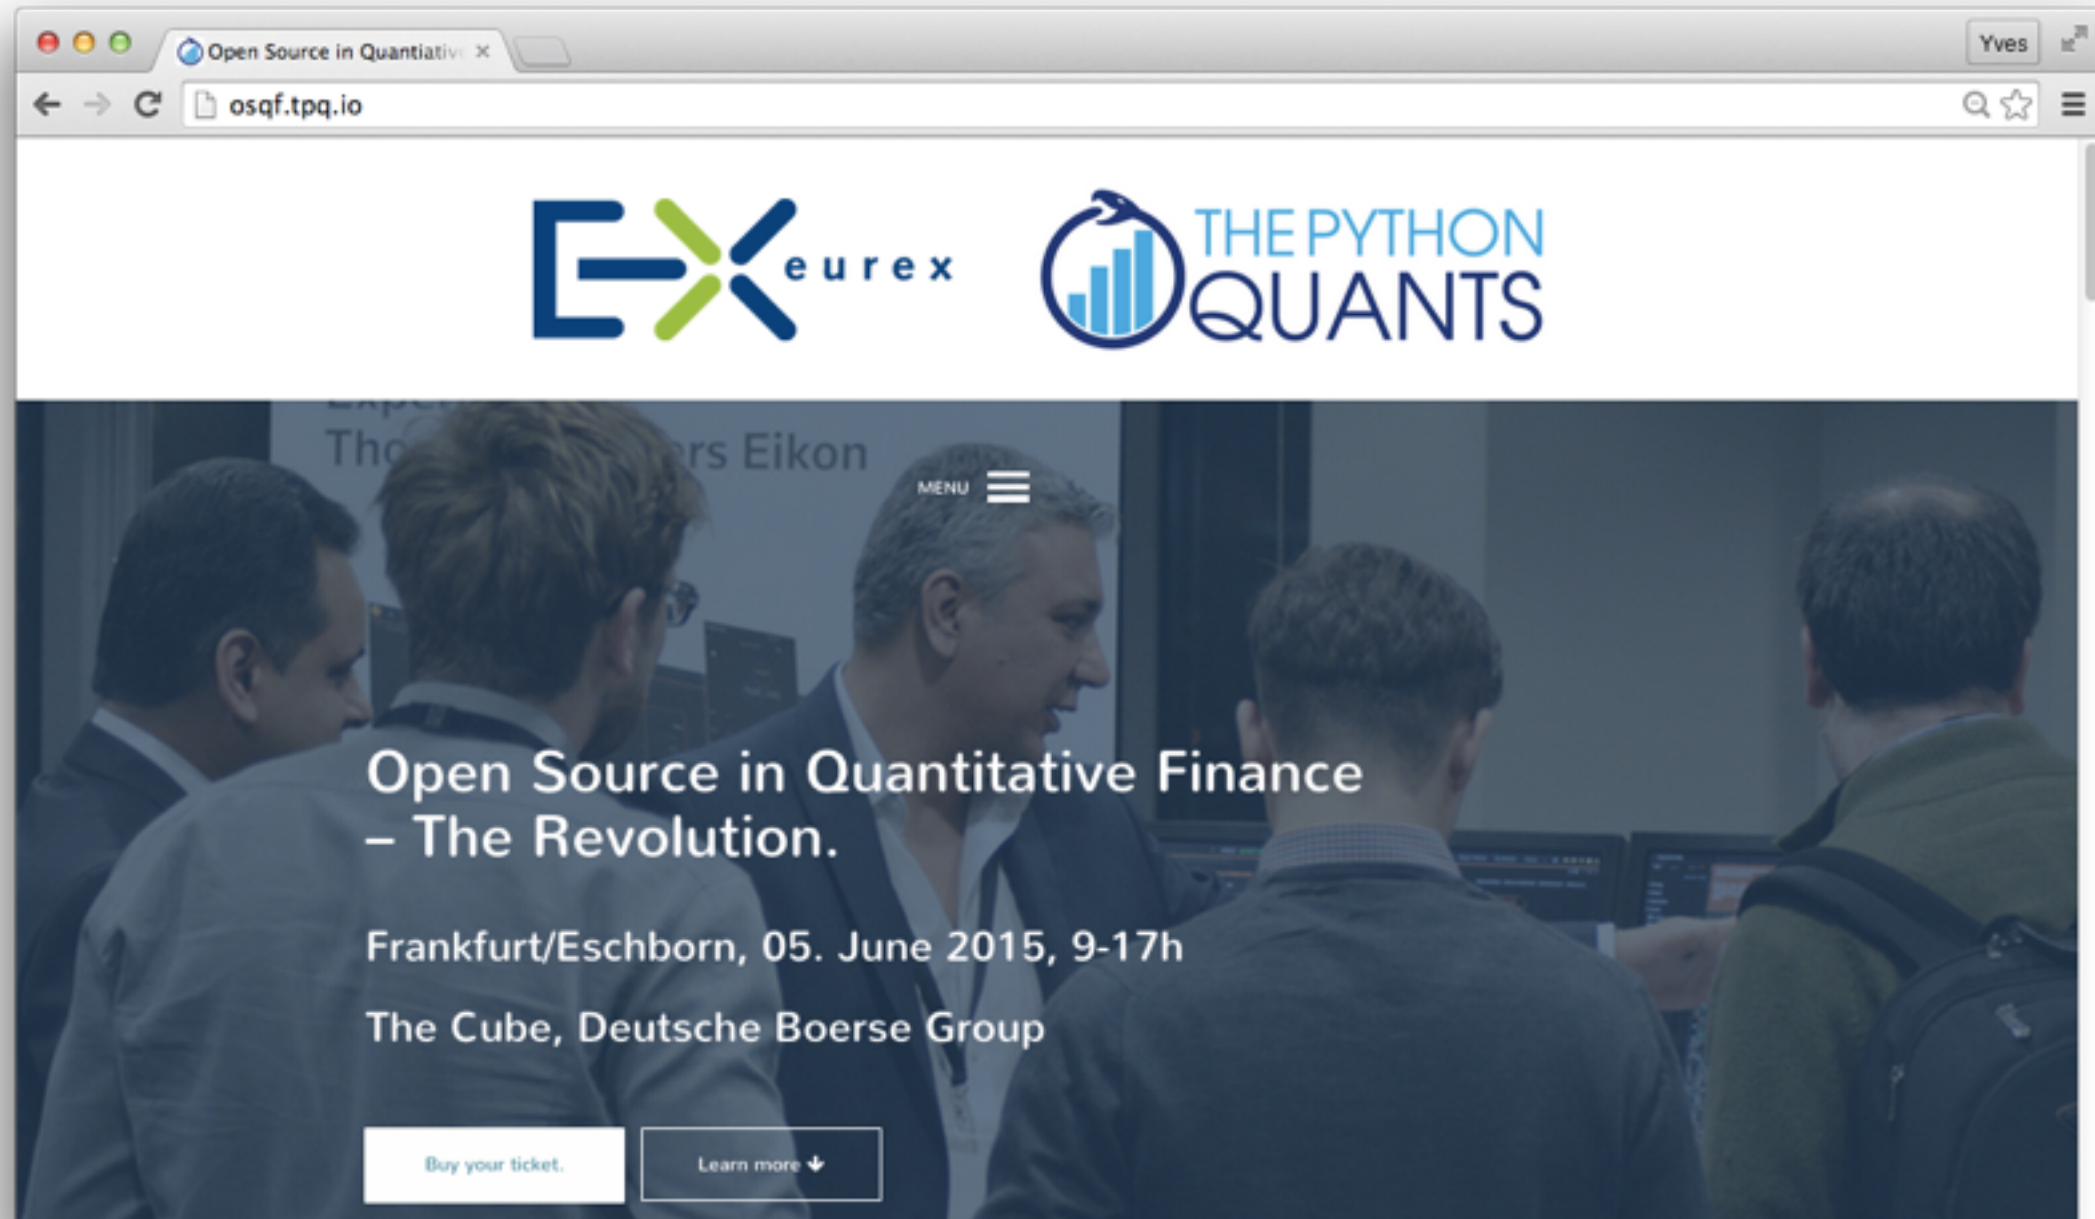 Open Source in Quantiativ
Yves
osqf.tpq.io
EX eurex
THE PYTHON
QUANTS
rs Eikon
MENU
Open Source in Quantitative Finance
– The Revolution.
Frankfurt/Eschborn, 05. June 2015, 9-17h
The Cube, Deutsche Boerse Group
Buy your ticket.
Learn more